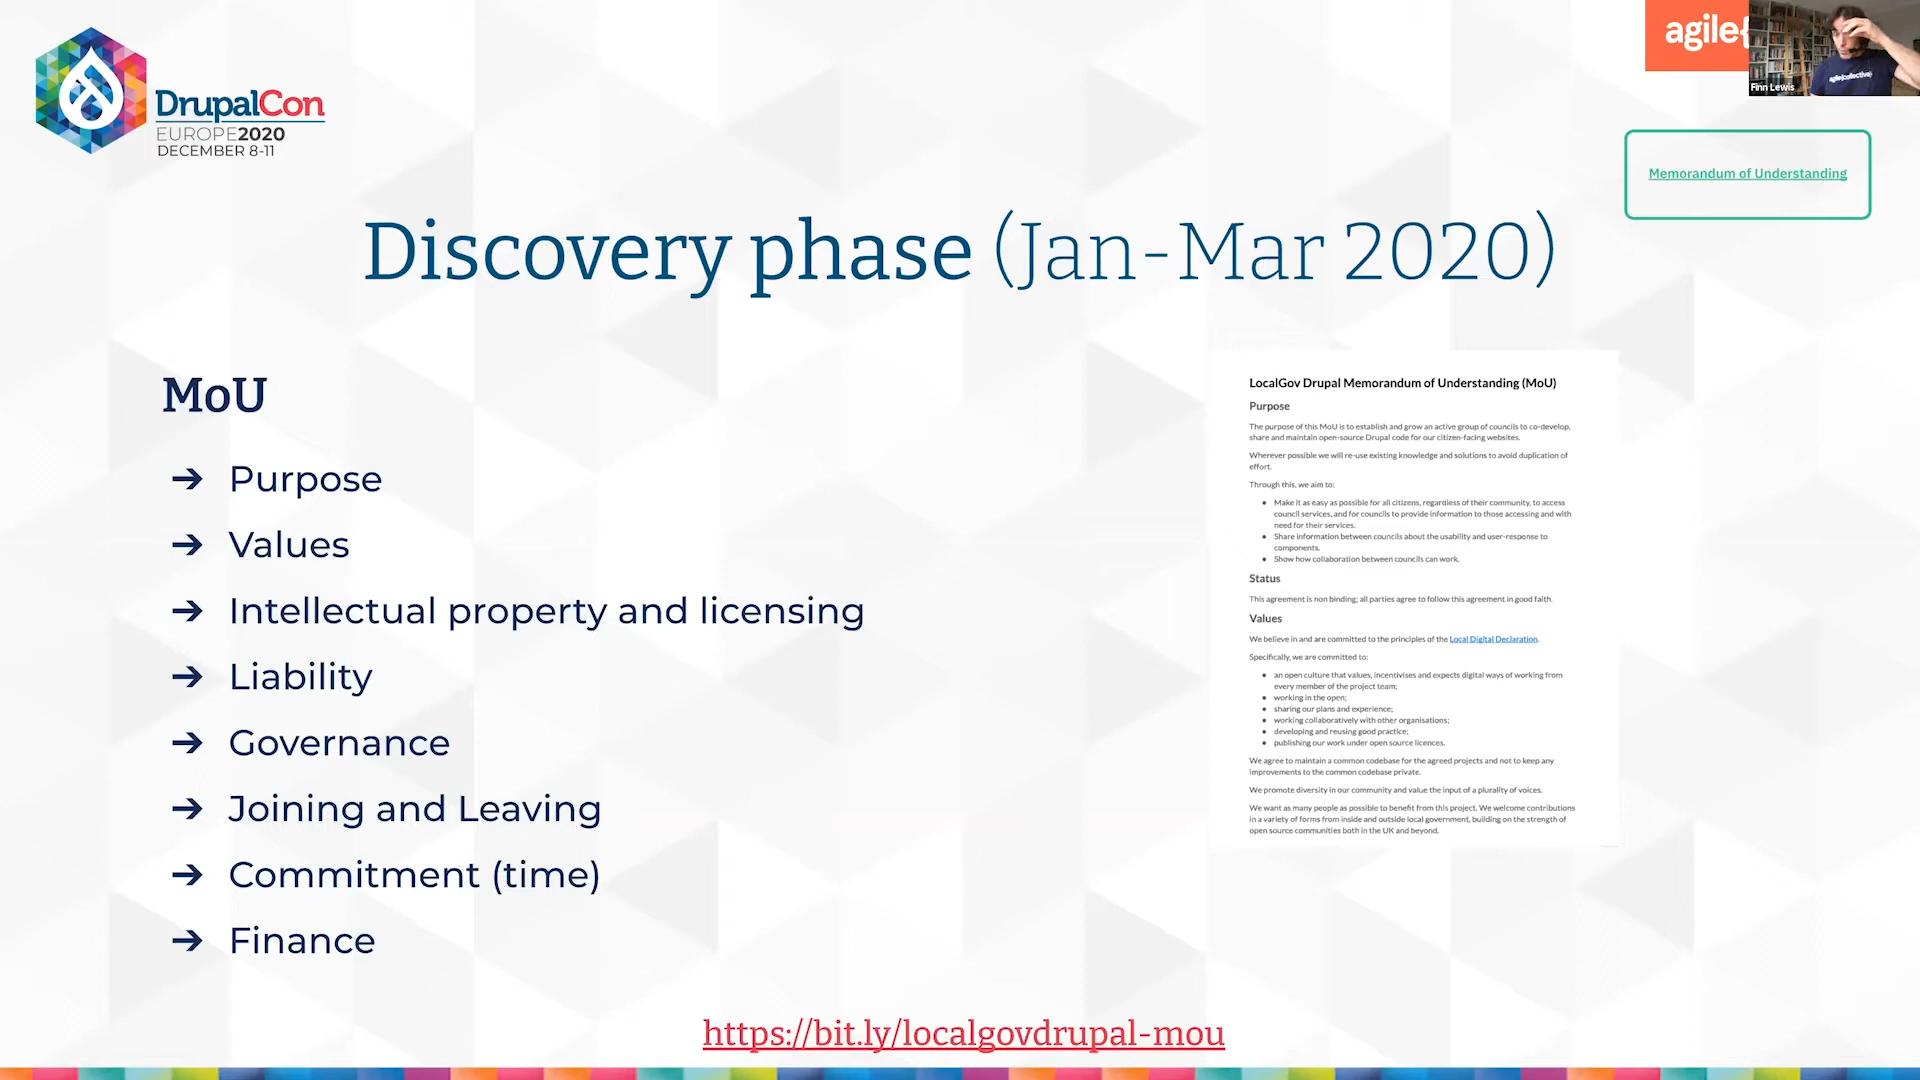 DrupalCon
EUROPE2020
DECEMBER 8-11
agile
agile collective
Finn Lewis
Memorandum of Understanding
Discovery phase (Jan-Mar 2020)
MoU
➔ Purpose
➔ Values
➔ Intellectual property and licensing
➔ Liability
➔ Governance
➔ Joining and Leaving
➔ Commitment (time)
➔ Finance
LocalGov Drupal Memorandum of Understanding (MoU)
Purpose
The purpose of this MoU is to establish and grow an active group of councils to co-develop,
share and maintain open-source Drupal code for our citizen-facing websites.
Wherever possible we will re-use existing knowledge and solutions to avoid duplication of
effort.
Through this, we aim to:
● Make it as easy as possible for all citizens, regardless of their community, to access
council services, and for councils to provide information to those accessing and with
need for their services.
● Share information between councils about the usability and user-response to
components.
● Show how collaboration between councils can work.
Status
This agreement is non binding; all parties agree to follow this agreement in good faith.
Values
We believe in and are committed to the principles of the Local Digital Declaration.
Specifically, we are committed to:
● an open culture that values, incentivises and expects digital ways of working from
every member of the project team;
● working in the open;
● sharing our plans and experience;
● working collaboratively with other organisations;
● developing and reusing good practice;
● publishing our work under open source licences.
We agree to maintain a common codebase for the agreed projects and not to keep any
improvements to the common codebase private.
We promote diversity in our community and value the input of a plurality of voices.
We want as many people as possible to benefit from this project. We welcome contributions
in a variety of forms from inside and outside local government, building on the strength of
open source communities both in the UK and beyond.
https://bit.ly/localgovdrupal-mou